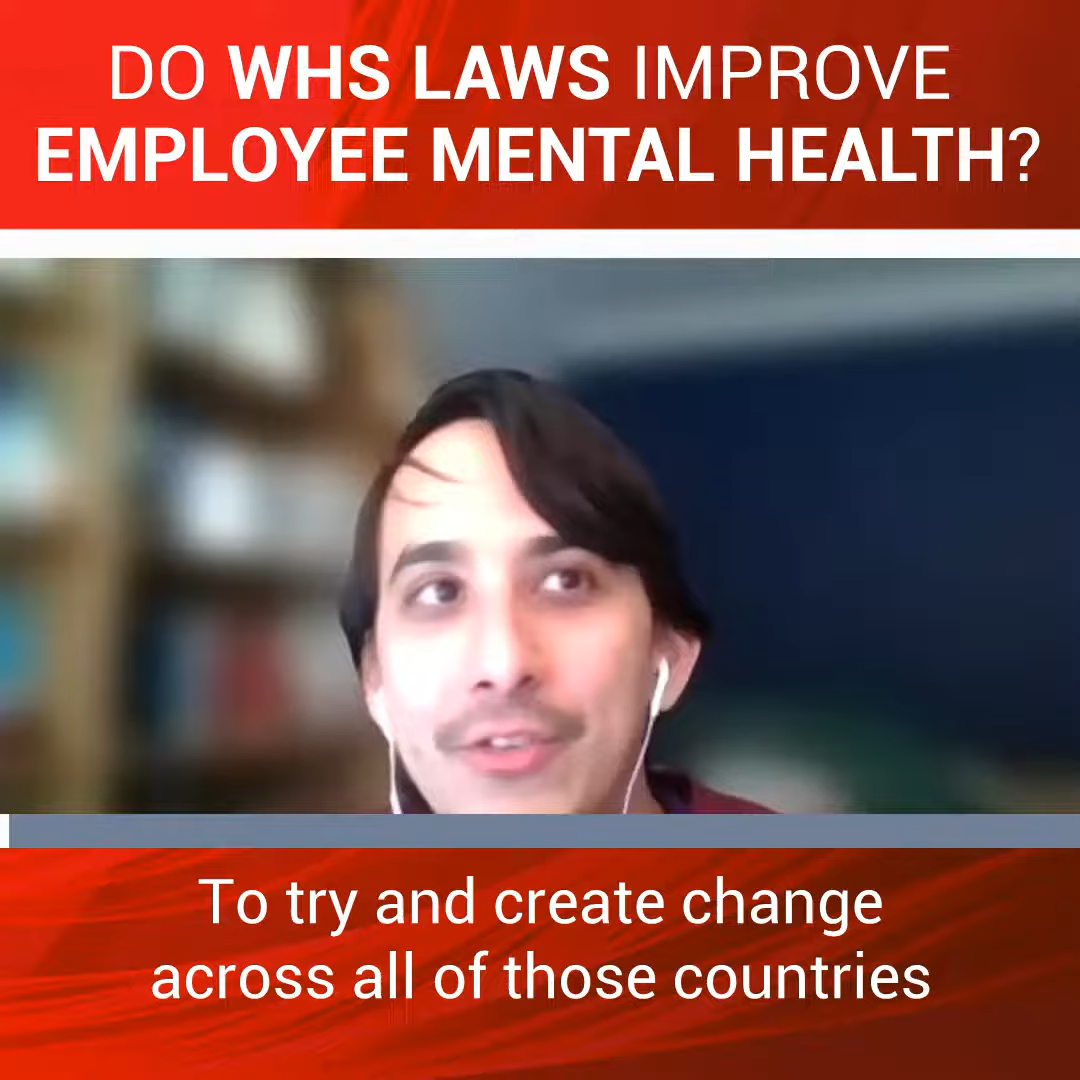 DO WHS LAWS IMPROVE
EMPLOYEE MENTAL HEALTH?
To try and create change
across all of those countries